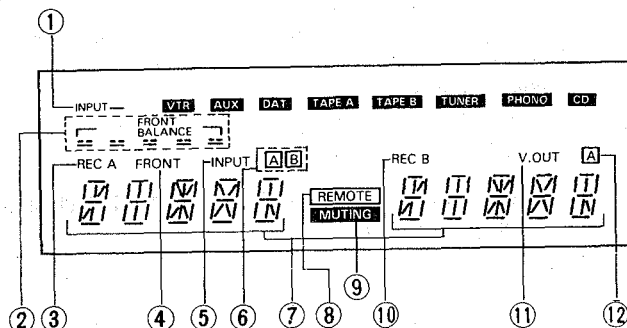 ①
INPUT VTR AUX DAT TAPE A TAPE B TUNER PHONO CD
② FRONT
BALANCE
REC A FRONT INPUT A B REC B V.OUT A
REMOTE
MUTING
② ③ ④ ⑤ ⑥ ⑦ ⑧ ⑨ ⑩ ⑪ ⑫